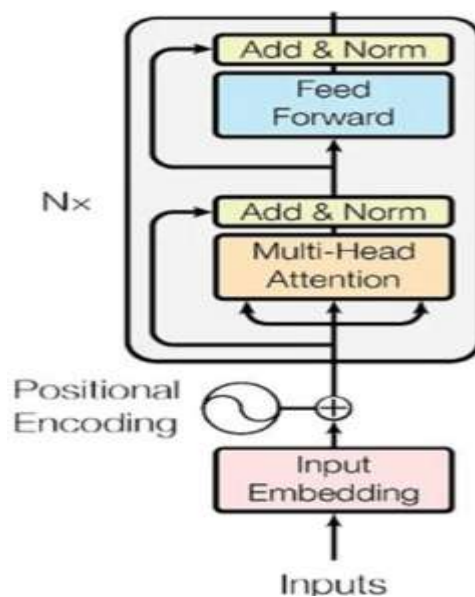 Add & Norm
Feed
Forward
Nx
Add & Norm
Multi-Head
Attention
Positional
Encoding
Input
Embedding
Inputs